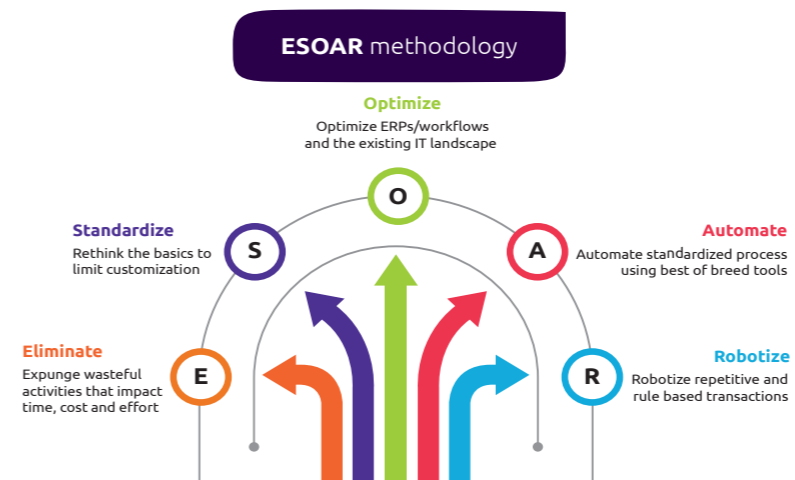 ESOAR methodology
Optimize
Optimize ERPs/workflows
and the existing IT landscape
O
Standardize
Rethink the basics to
limit customization
S
A
Automate
Automate standardized process
using best of breed tools
Eliminate
Expunge wasteful
activities that impact
time, cost and effort
E
R
Robotize
Robotize repetitive and
rule based transactions